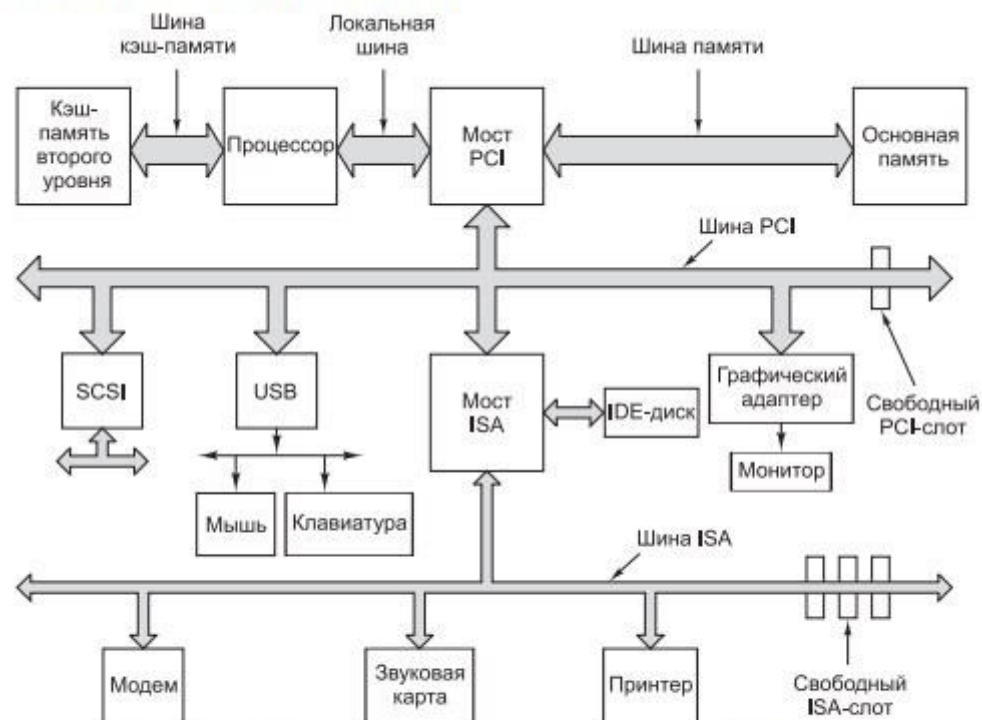 Шина
кэш-памяти
Локальная
шина
Шина памяти
Кэш-
память
второго
уровня
Процессор
Мост
PCI
Основная
память
Шина PCI
SCSI
USB
Мост
ISA
IDE-диск
Графический
адаптер
Свободный
PCI-слот
Монитор
Мышь
Клавиатура
Шина ISA
Модем
Звуковая
карта
Принтер
Свободный
ISA-слот